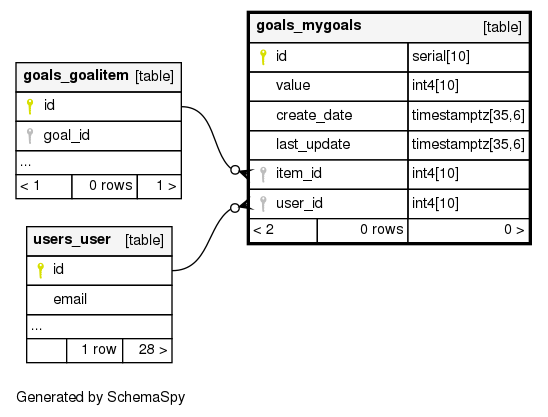 goals_mygoals [table]
id serial[10]
value int4[10]
create_date timestamptz[35,6]
last_update timestamptz[35,6]
item_id int4[10]
user_id int4[10]
< 2 0 rows 0 >
goals_goalitem [table]
id
goal_id
...
< 1 0 rows 1 >
users_user [table]
id
email
...
1 row 28 >
Generated by SchemaSpy